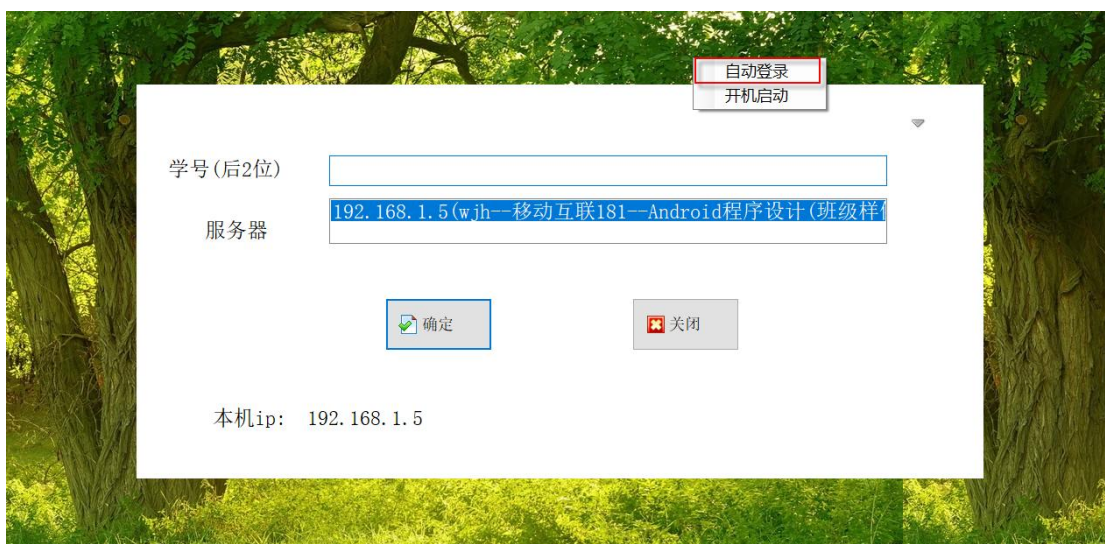 自动登录
开机启动
学号(后2位)
192.168.1.5(wjh--移动互联181--Android程序设计(班级样
服务器
确定
关闭
本机ip: 192.168.1.5